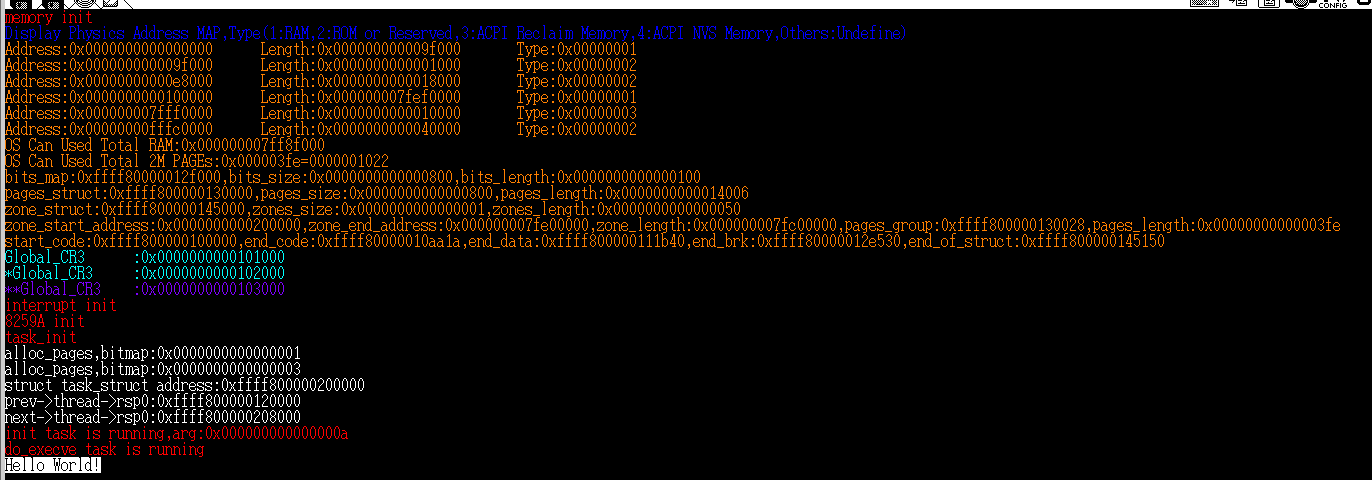 CONFIG
memory init
Display Physics Address MAP,Type(1:RAM,2:ROM or Reserved,3:ACPI Reclaim Memory,4:ACPI NVS Memory,Others:Undefine)
Address:0x0000000000000000 Length:0x000000000009f000 Type:0x00000001
Address:0x000000000009f000 Length:0x0000000000001000 Type:0x00000002
Address:0x00000000000e8000 Length:0x0000000000018000 Type:0x00000002
Address:0x0000000000100000 Length:0x000000007fef0000 Type:0x00000001
Address:0x000000007fff0000 Length:0x0000000000010000 Type:0x00000003
Address:0x00000000fffc0000 Length:0x0000000000040000 Type:0x00000002
OS Can Used Total RAM:0x000000007ff8f000
OS Can Used Total 2M PAGEs:0x000003fe=0000001022
bits_map:0xffff80000012f000,bits_size:0x0000000000000800,bits_length:0x0000000000000100
pages_struct:0xffff800000130000,pages_size:0x0000000000000800,pages_length:0x0000000000014006
zone_struct:0xffff800000145000,zones_size:0x0000000000000001,zones_length:0x0000000000000050
zone_start_address:0x0000000000200000,zone_end_address:0x000000007fe00000,zone_length:0x000000007fc00000,pages_group:0xffff800000130028,pages_length:0x00000000000003fe
start_code:0xffff800000100000,end_code:0xffff80000010aa1a,end_data:0xffff800000111b40,end_brk:0xffff80000012e530,end_of_struct:0xffff800000145150
Global_CR3 :0x0000000000101000
*Global_CR3 :0x0000000000102000
**Global_CR3 :0x0000000000103000
interrupt init
8259A init
task_init
alloc_pages,bitmap:0x0000000000000001
alloc_pages,bitmap:0x0000000000000003
struct task_struct address:0xffff800000200000
prev->thread->rsp0:0xffff800000120000
next->thread->rsp0:0xffff800000208000
init task is running,arg:0x000000000000000a
do_execve task is running
Hello World!